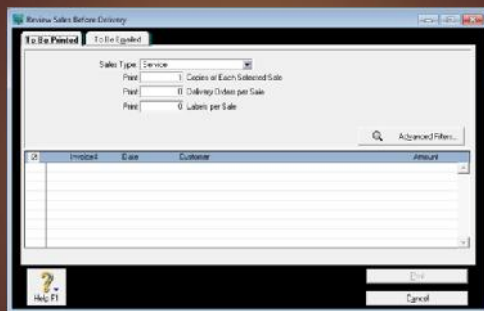 Review Sales Before Delivery
To Be Printed To Be Emailed
Sales Type: Service
Print 1 Copies of Each Selected Sale
Print 0 Delivery Orders per Sale
Print 0 Labels per Sale
Advanced Filters...
Invoice# Date Customer Amount
Print
Help F1 Cancel